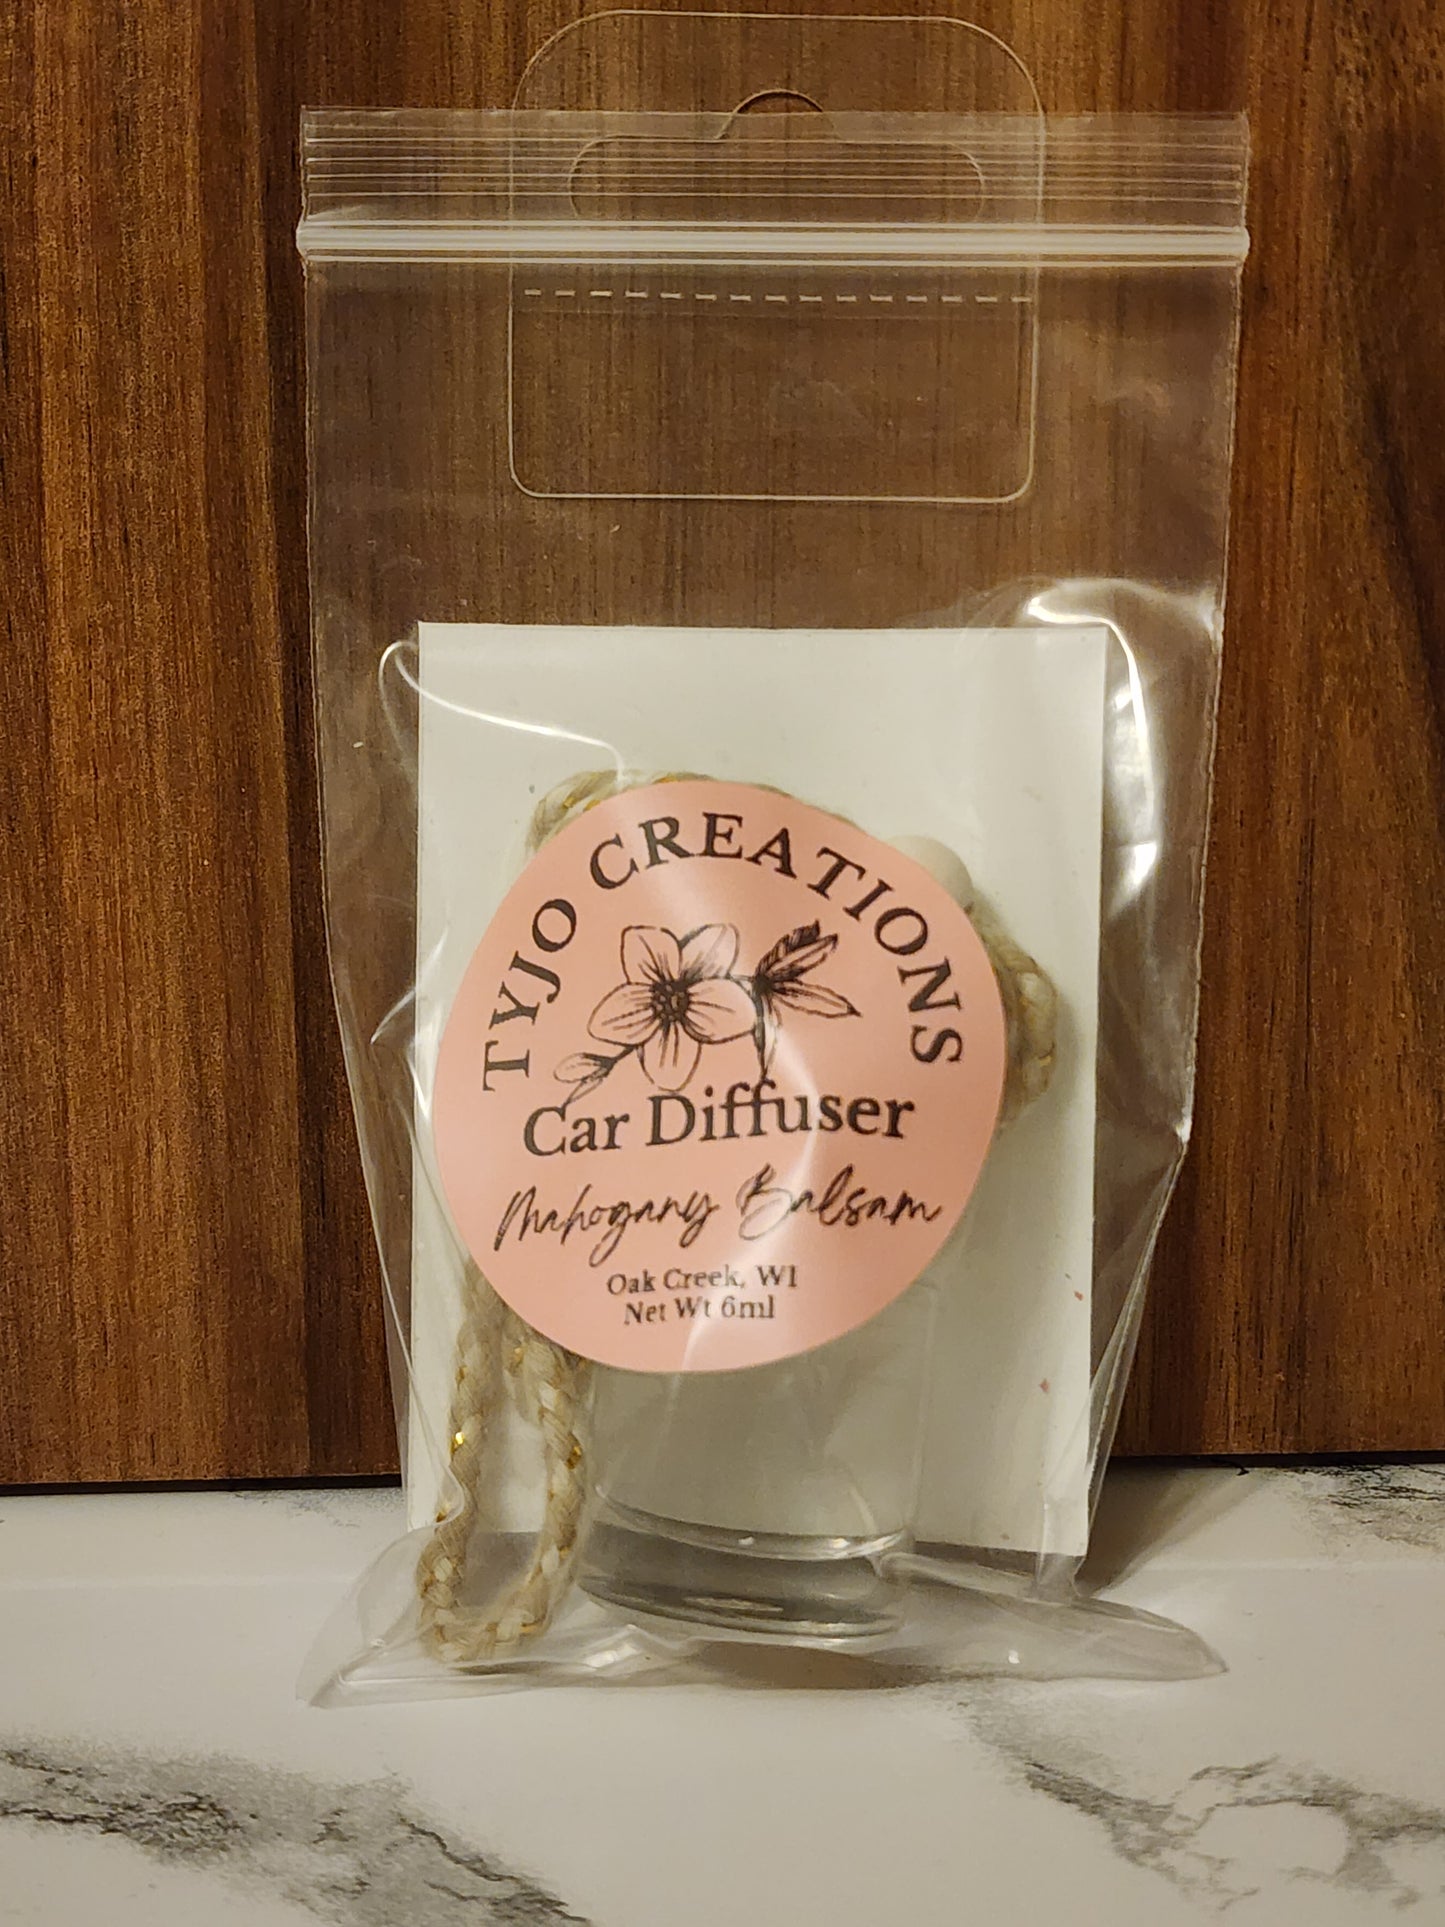 TYJO CREATIONS
Car Diffuser
Mahogany Balsam
Oak Creek, WI
Net Wt 6ml